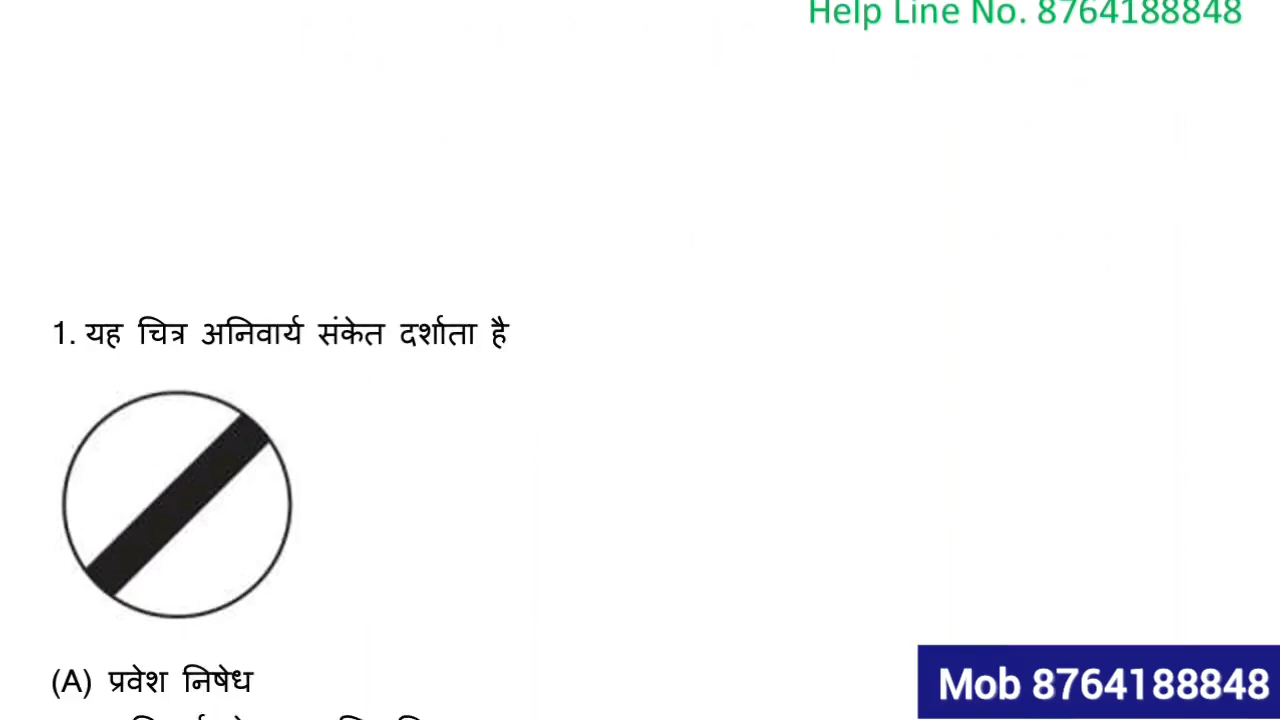 Help Line No. 8764188848
1. यह चित्र अनिवार्य संकेत दर्शाता है
(A) प्रवेश निषेध
Mob 8764188848